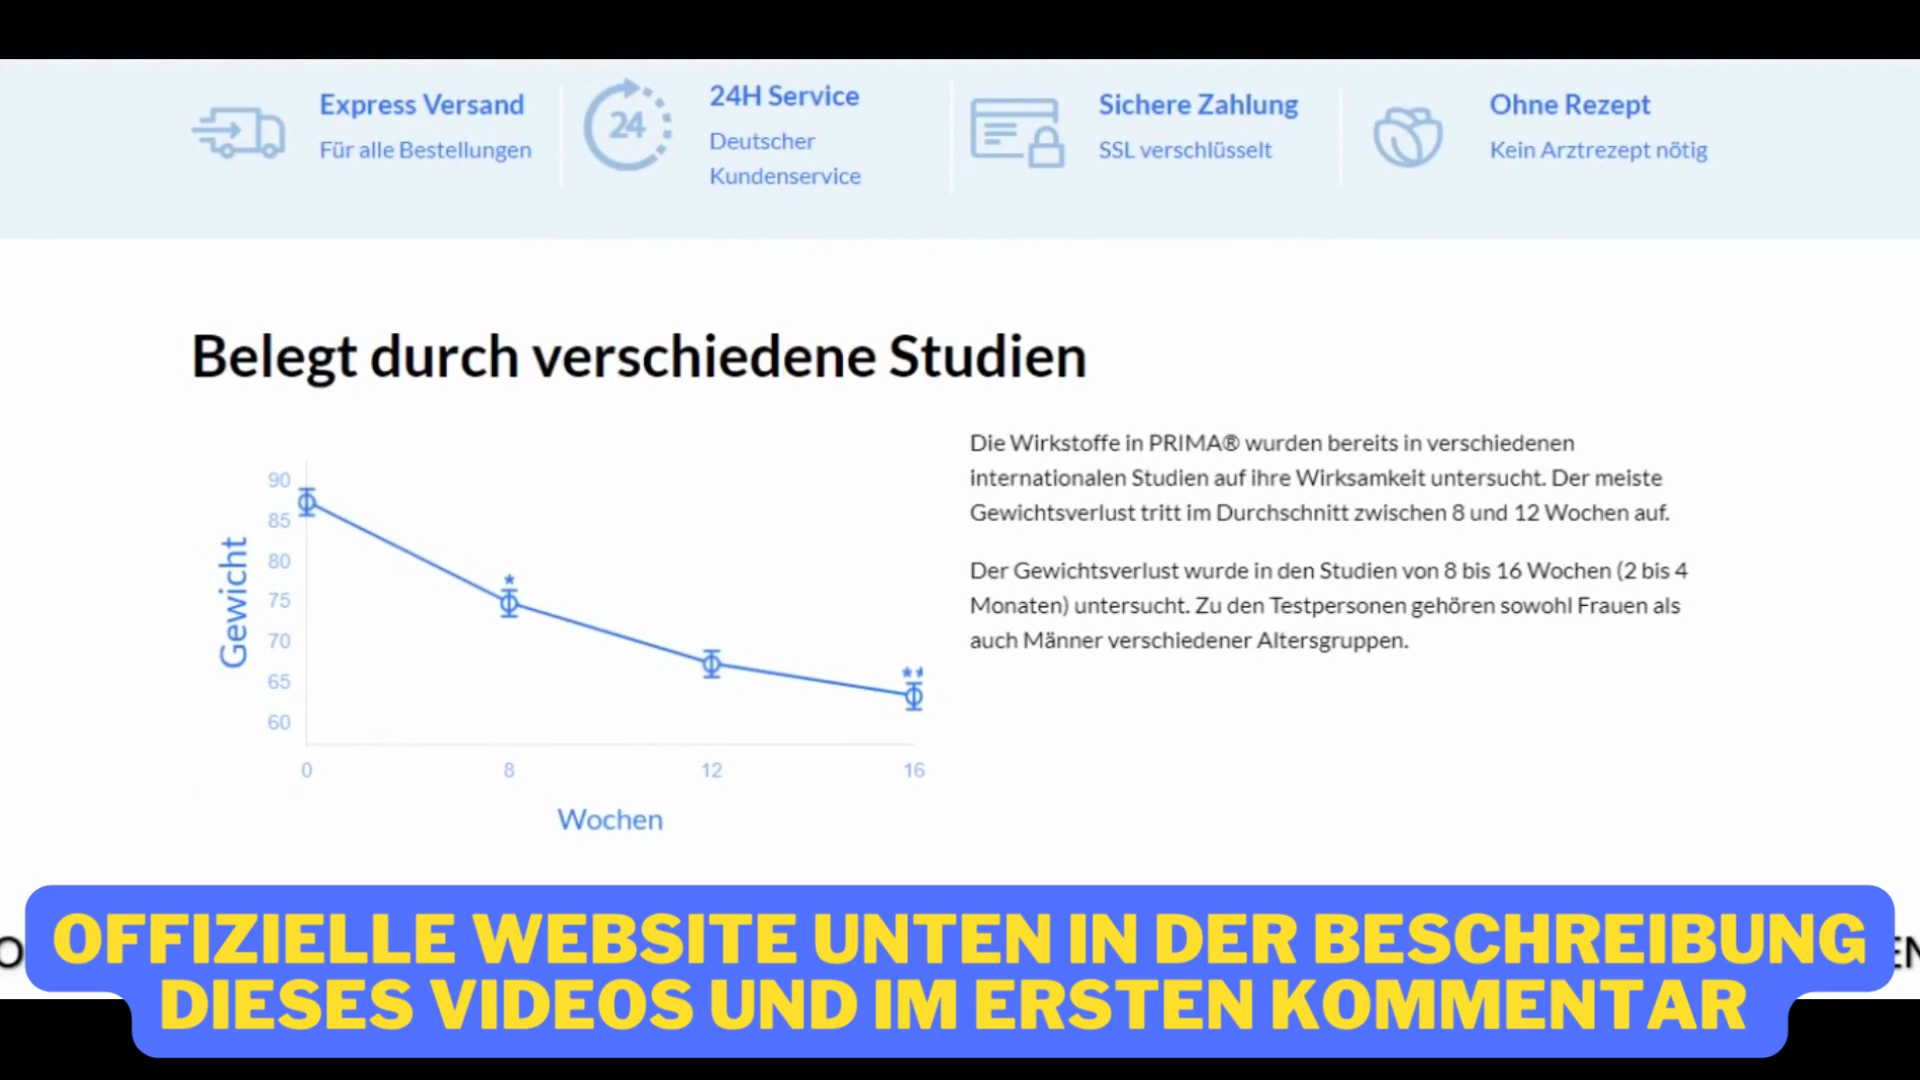 Express Versand
Für alle Bestellungen
24
24H Service
Deutscher
Kundenservice
Sichere Zahlung
SSL verschlüsselt
Ohne Rezept
Kein Arztrezept nötig
Belegt durch verschiedene Studien
Gewicht
90
85
80
75
70
65
60
*
**
0
8
12
16
Wochen
Die Wirkstoffe in PRIMA® wurden bereits in verschiedenen
internationalen Studien auf ihre Wirksamkeit untersucht. Der meiste
Gewichtsverlust tritt im Durchschnitt zwischen 8 und 12 Wochen auf.
Der Gewichtsverlust wurde in den Studien von 8 bis 16 Wochen (2 bis 4
Monaten) untersucht. Zu den Testpersonen gehören sowohl Frauen als
auch Männer verschiedener Altersgruppen.
OFFIZIELLE WEBSITE UNTEN IN DER BESCHREIBUNG
DIESES VIDEOS UND IM ERSTEN KOMMENTAR